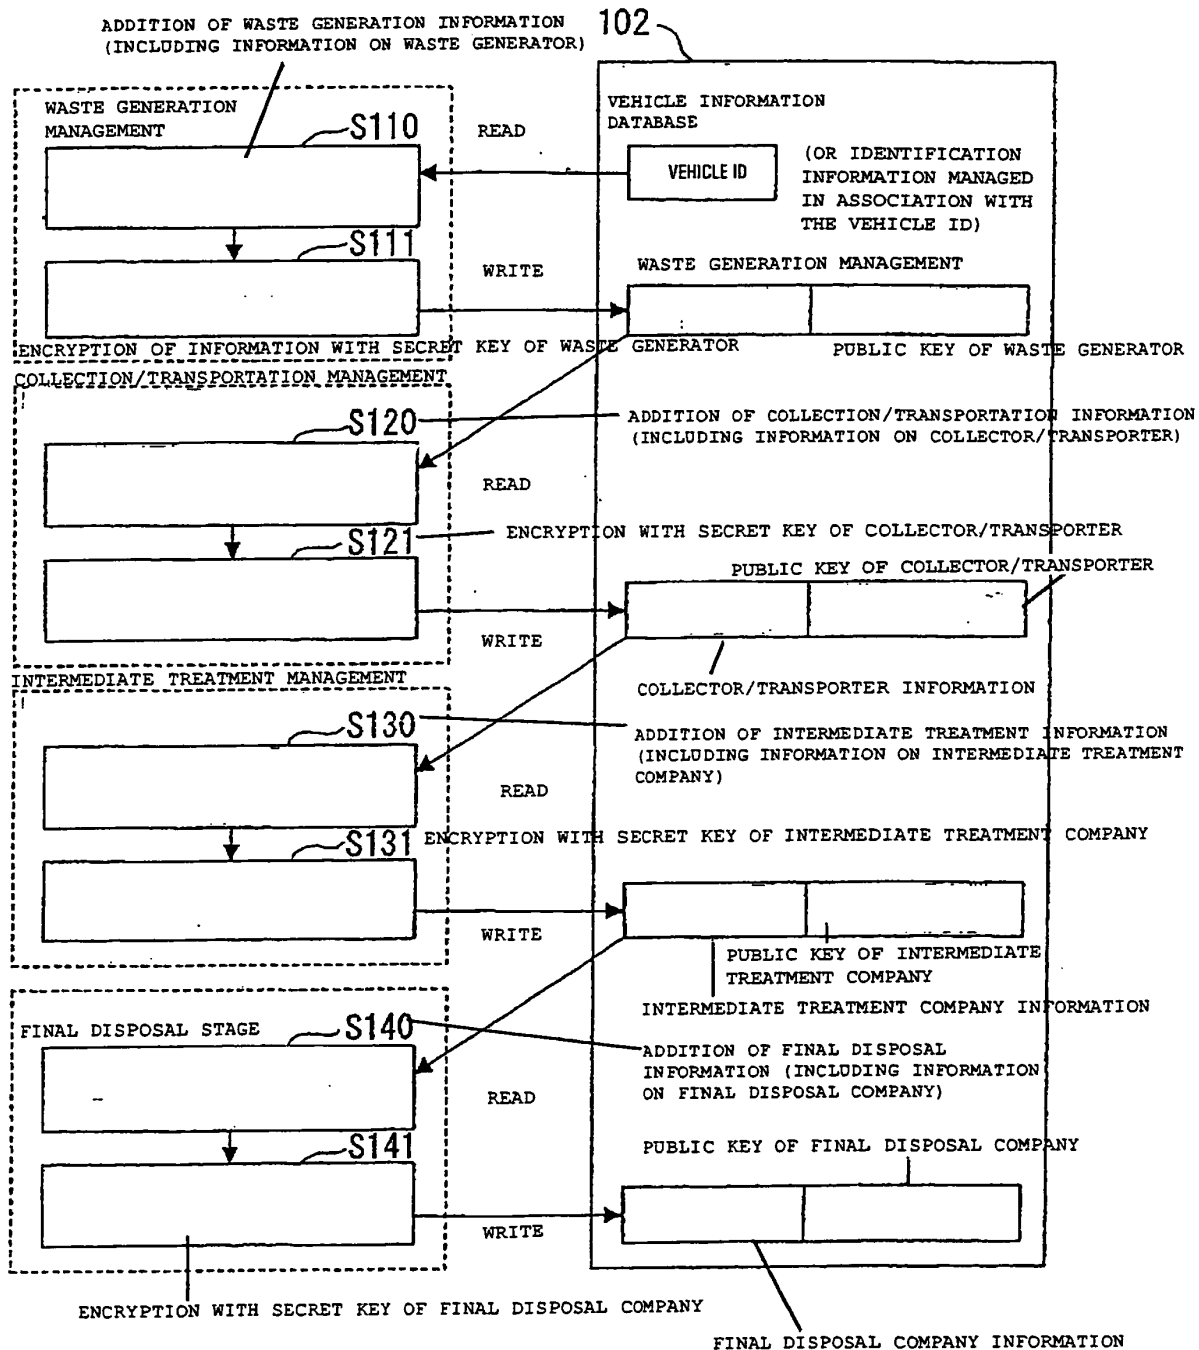 ADDITION OF WASTE GENERATION INFORMATION
(INCLUDING INFORMATION ON WASTE GENERATOR)
102
WASTE GENERATION
MANAGEMENT
S110
READ
VEHICLE INFORMATION
DATABASE
VEHICLE ID
(OR IDENTIFICATION
INFORMATION MANAGED
IN ASSOCIATION WITH
THE VEHICLE ID)
S111
WRITE
WASTE GENERATION MANAGEMENT
ENCRYPTION OF INFORMATION WITH SECRET KEY OF WASTE GENERATOR
PUBLIC KEY OF WASTE GENERATOR
COLLECTION/TRANSPORTATION MANAGEMENT
S120
ADDITION OF COLLECTION/TRANSPORTATION INFORMATION
(INCLUDING INFORMATION ON COLLECTOR/TRANSPORTER)
READ
S121
ENCRYPTION WITH SECRET KEY OF COLLECTOR/TRANSPORTER
PUBLIC KEY OF COLLECTOR/TRANSPORTER
WRITE
COLLECTOR/TRANSPORTER INFORMATION
INTERMEDIATE TREATMENT MANAGEMENT
S130
ADDITION OF INTERMEDIATE TREATMENT INFORMATION
(INCLUDING INFORMATION ON INTERMEDIATE TREATMENT
COMPANY)
READ
S131
ENCRYPTION WITH SECRET KEY OF INTERMEDIATE TREATMENT COMPANY
WRITE
PUBLIC KEY OF INTERMEDIATE
TREATMENT COMPANY
INTERMEDIATE TREATMENT COMPANY INFORMATION
FINAL DISPOSAL STAGE
S140
ADDITION OF FINAL DISPOSAL
INFORMATION (INCLUDING INFORMATION
ON FINAL DISPOSAL COMPANY)
READ
S141
PUBLIC KEY OF FINAL DISPOSAL COMPANY
WRITE
ENCRYPTION WITH SECRET KEY OF FINAL DISPOSAL COMPANY
FINAL DISPOSAL COMPANY INFORMATION